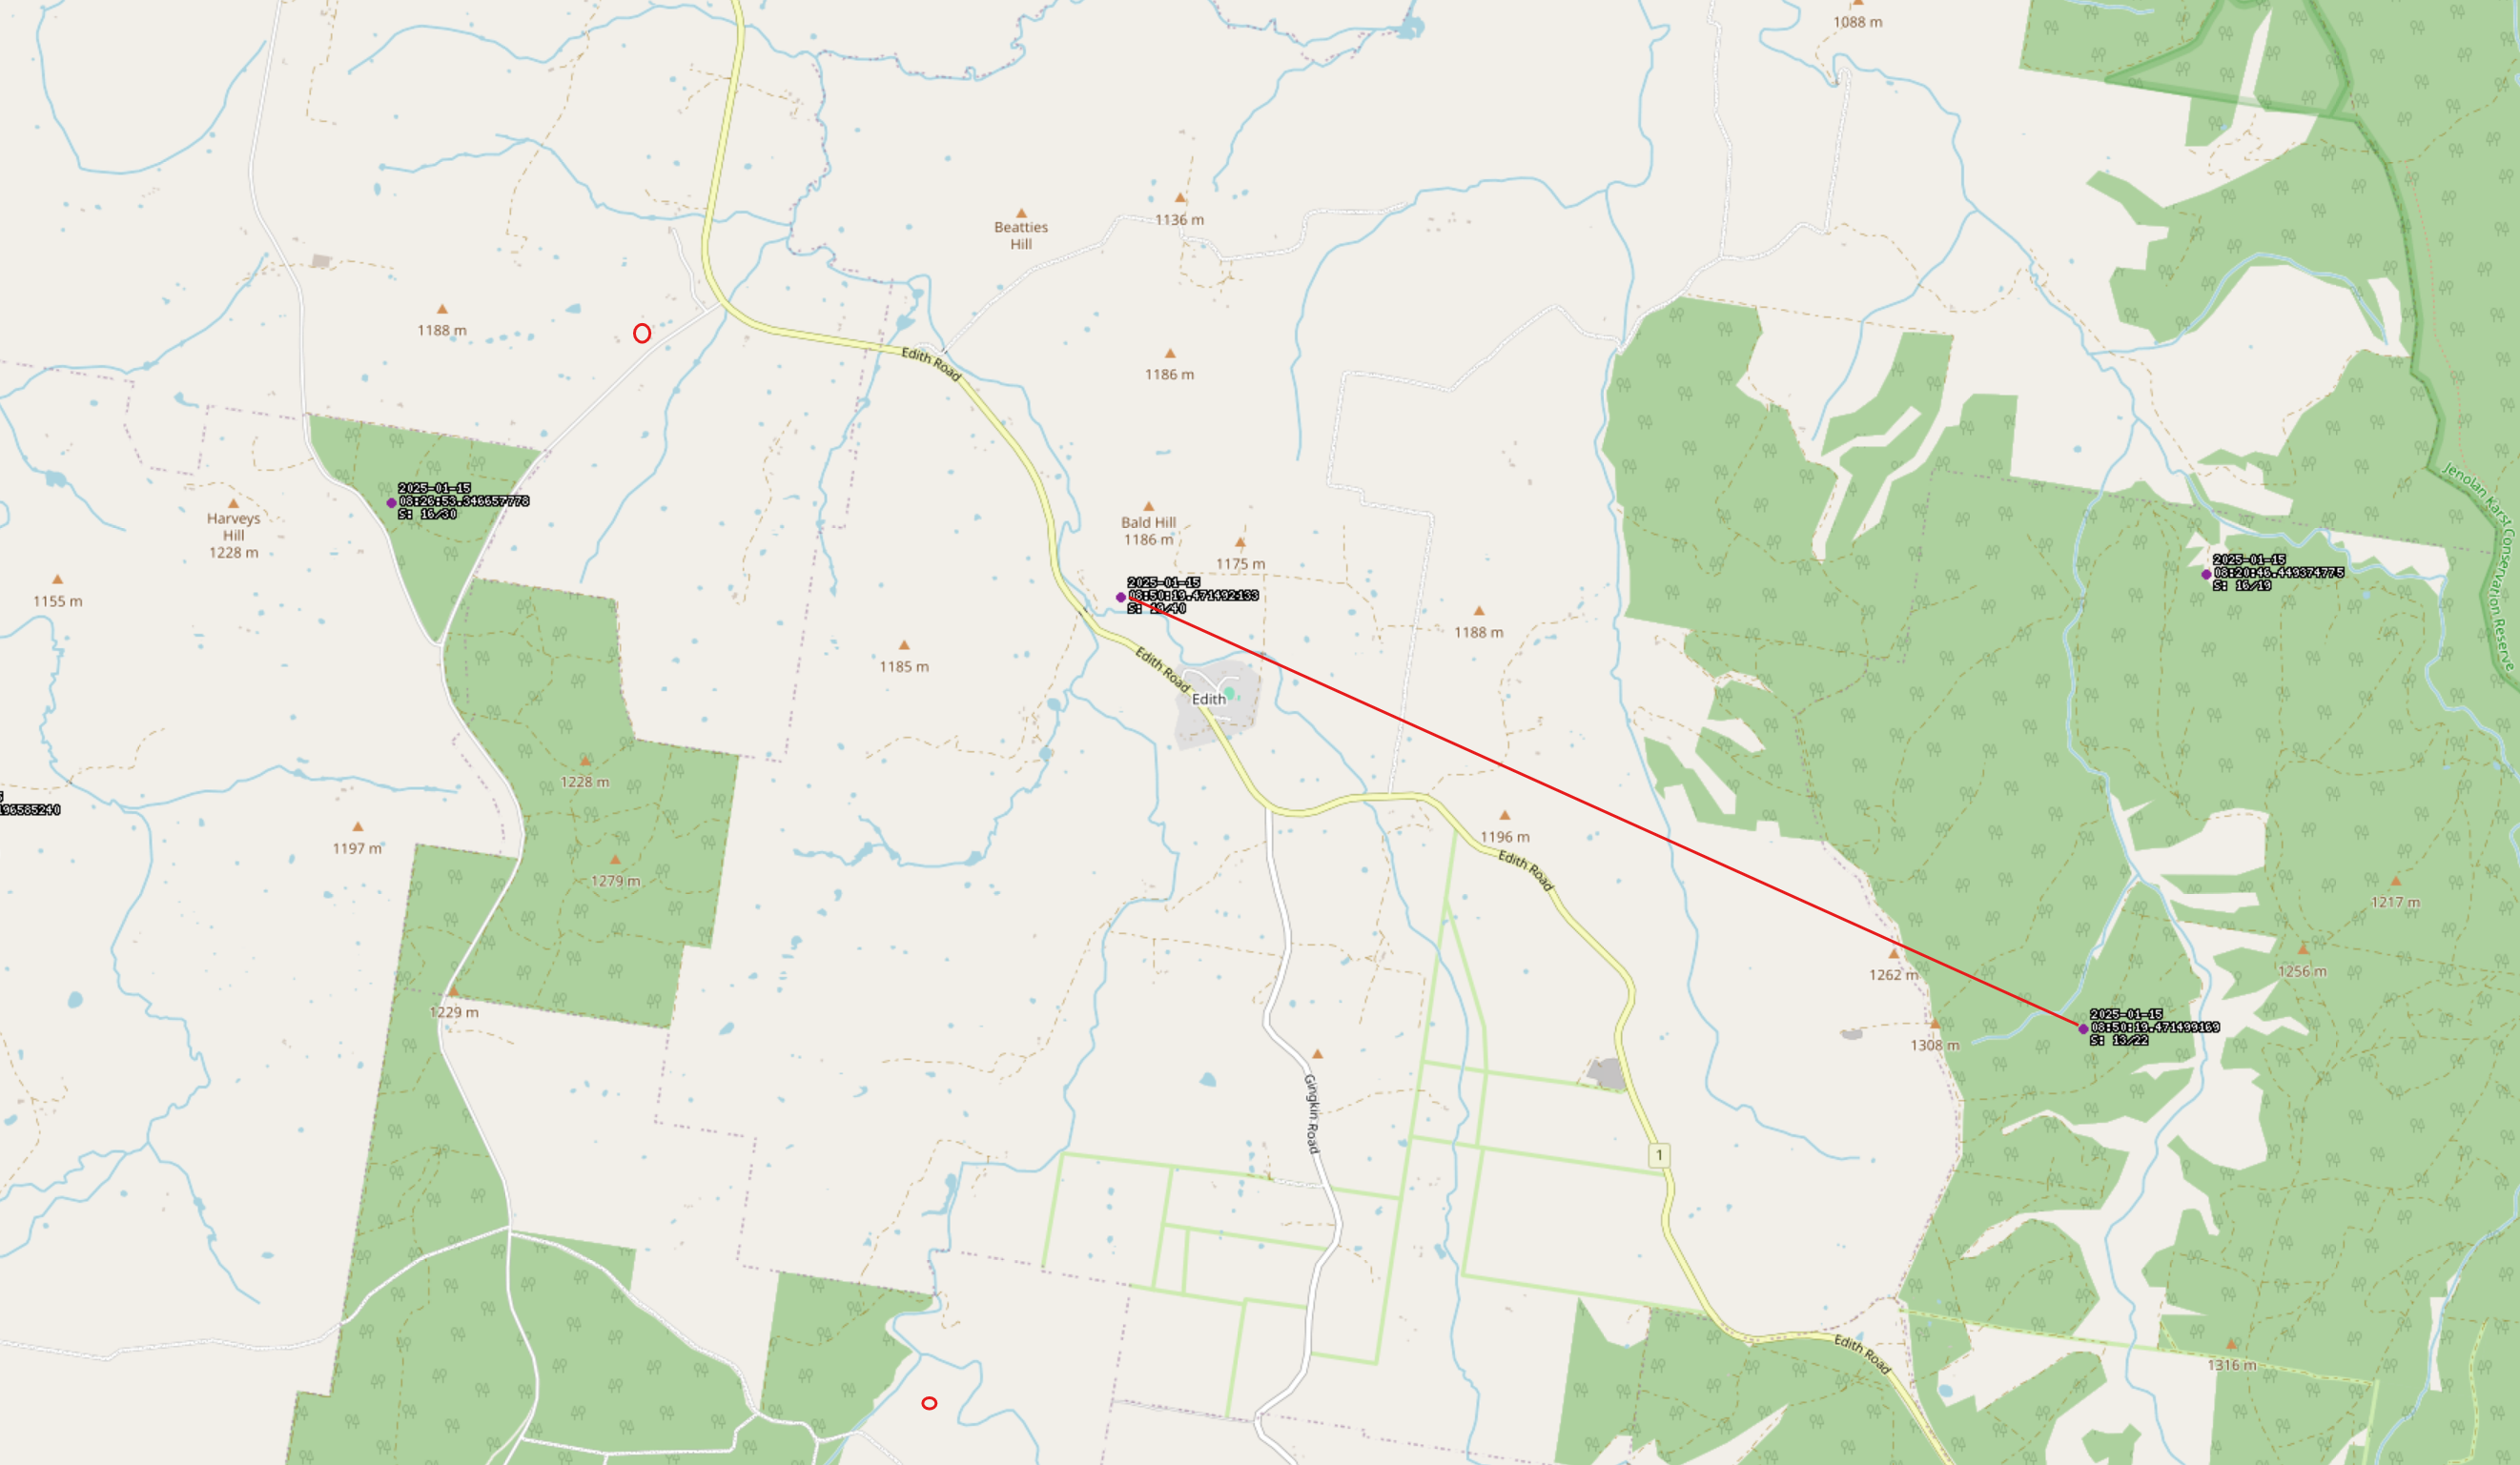 1088 m
1136 m
Beatties
Hill
1188 m
Edith Road
1186 m
Jenolan Karst Conservation Reserve
2025-01-15
08:26:53.346657778
S: 16/30
Harveys
Hill
1228 m
Bald Hill
1186 m
1175 m
2025-01-15
08:20:46.449374775
S: 16/19
2025-01-15
08:50:19.471492133
S: 19/40
1155 m
1188 m
1185 m
Edith Road
Edith
1228 m
196585240
1197 m
1196 m
Edith Road
1279 m
1217 m
1262 m
1256 m
1229 m
2025-01-15
08:50:19.471499169
S: 13/22
1308 m
Gingkin Road
1
Edith Road
1316 m